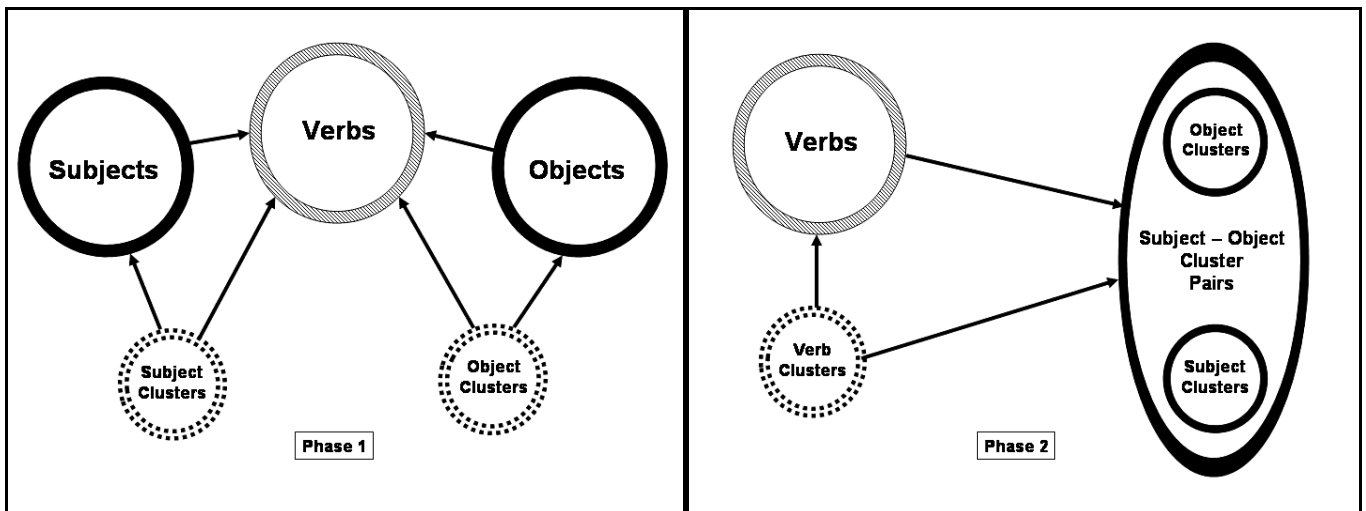 Subjects
Verbs
Objects
Subject
Clusters
Object
Clusters
Phase 1
Verbs
Verb
Clusters
Object
Clusters
Subject – Object
Cluster
Pairs
Subject
Clusters
Phase 2